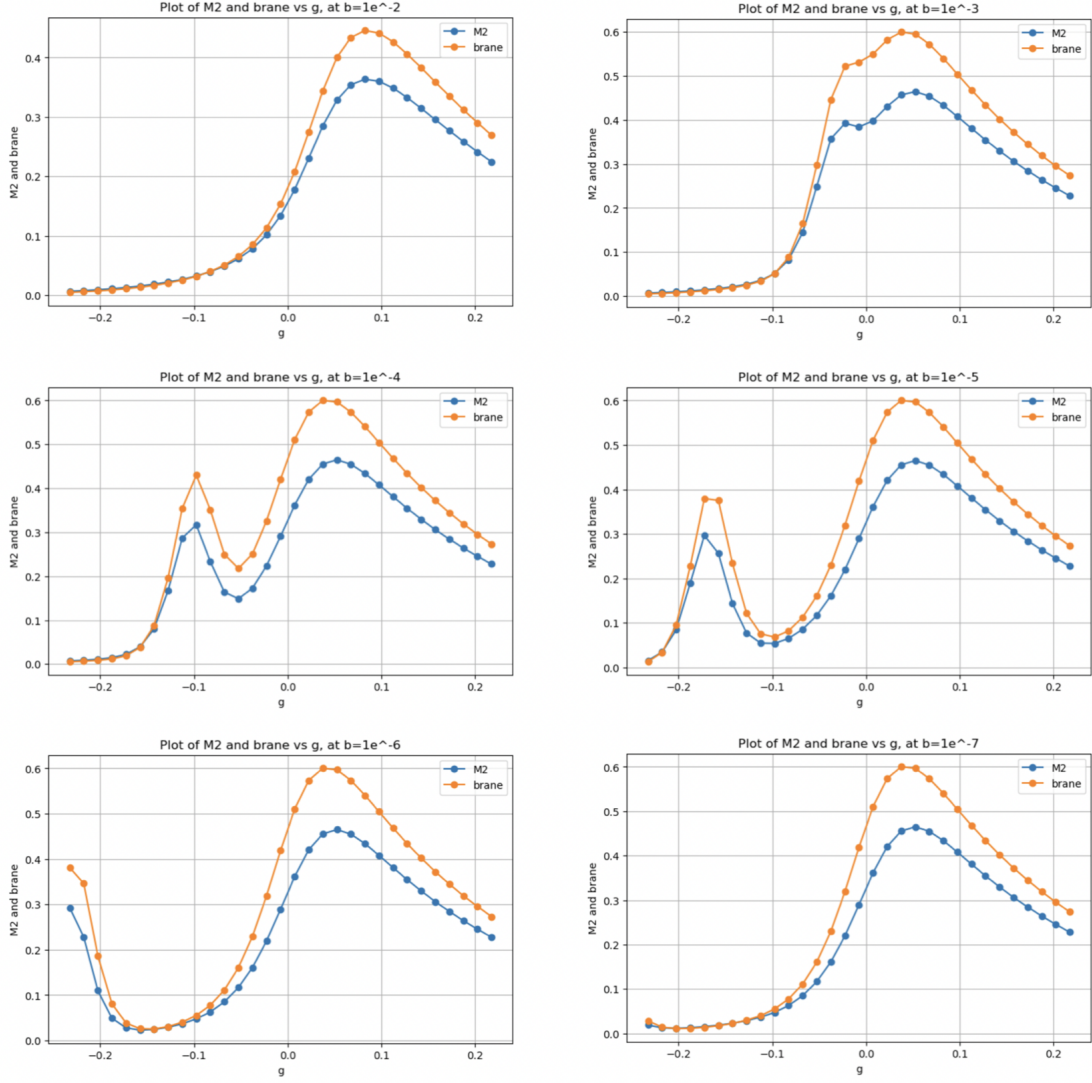 Plot of M2 and brane vs g, at b=1e^-2
M2
brane
M2 and brane
0.4
0.3
0.2
0.1
0.0
−0.2 −0.1 0.0 0.1 0.2
g
Plot of M2 and brane vs g, at b=1e^-3
M2
brane
M2 and brane
0.6
0.5
0.4
0.3
0.2
0.1
0.0
−0.2 −0.1 0.0 0.1 0.2
g
Plot of M2 and brane vs g, at b=1e^-4
M2
brane
M2 and brane
0.6
0.5
0.4
0.3
0.2
0.1
0.0
−0.2 −0.1 0.0 0.1 0.2
g
Plot of M2 and brane vs g, at b=1e^-5
M2
brane
M2 and brane
0.6
0.5
0.4
0.3
0.2
0.1
0.0
−0.2 −0.1 0.0 0.1 0.2
g
Plot of M2 and brane vs g, at b=1e^-6
M2
brane
M2 and brane
0.6
0.5
0.4
0.3
0.2
0.1
0.0
−0.2 −0.1 0.0 0.1 0.2
g
Plot of M2 and brane vs g, at b=1e^-7
M2
brane
M2 and brane
0.6
0.5
0.4
0.3
0.2
0.1
0.0
−0.2 −0.1 0.0 0.1 0.2
g